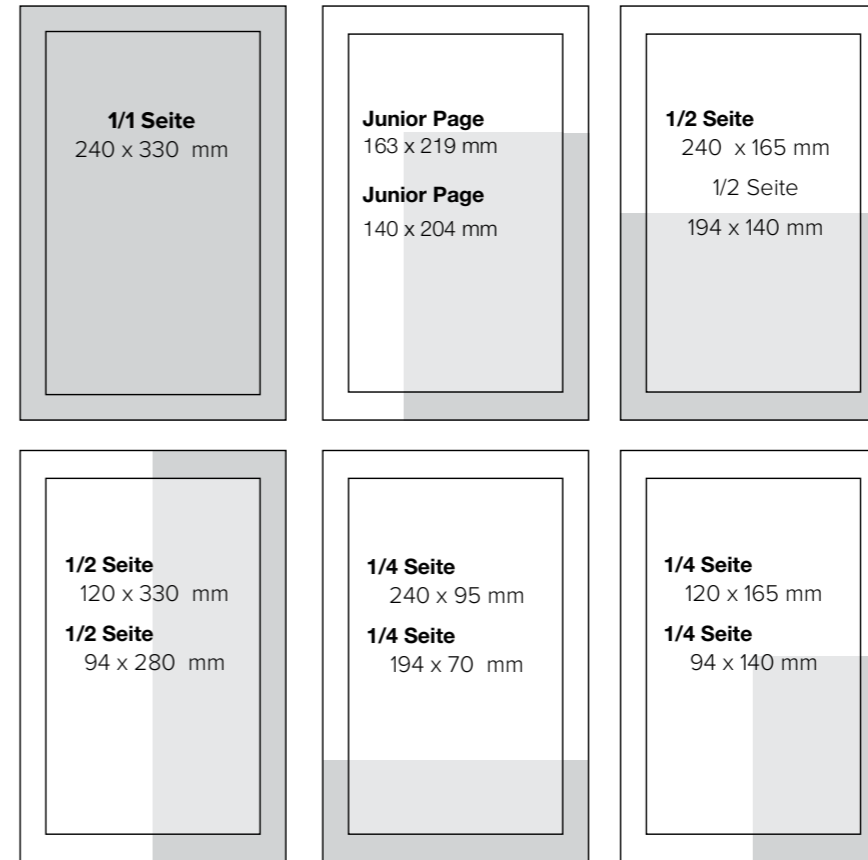 1/1 Seite
240 x 330 mm
Junior Page
163 x 219 mm
Junior Page
140 x 204 mm
1/2 Seite
240 x 165 mm
1/2 Seite
194 x 140 mm
1/2 Seite
120 x 330 mm
1/2 Seite
94 x 280 mm
1/4 Seite
240 x 95 mm
1/4 Seite
194 x 70 mm
1/4 Seite
120 x 165 mm
1/4 Seite
94 x 140 mm